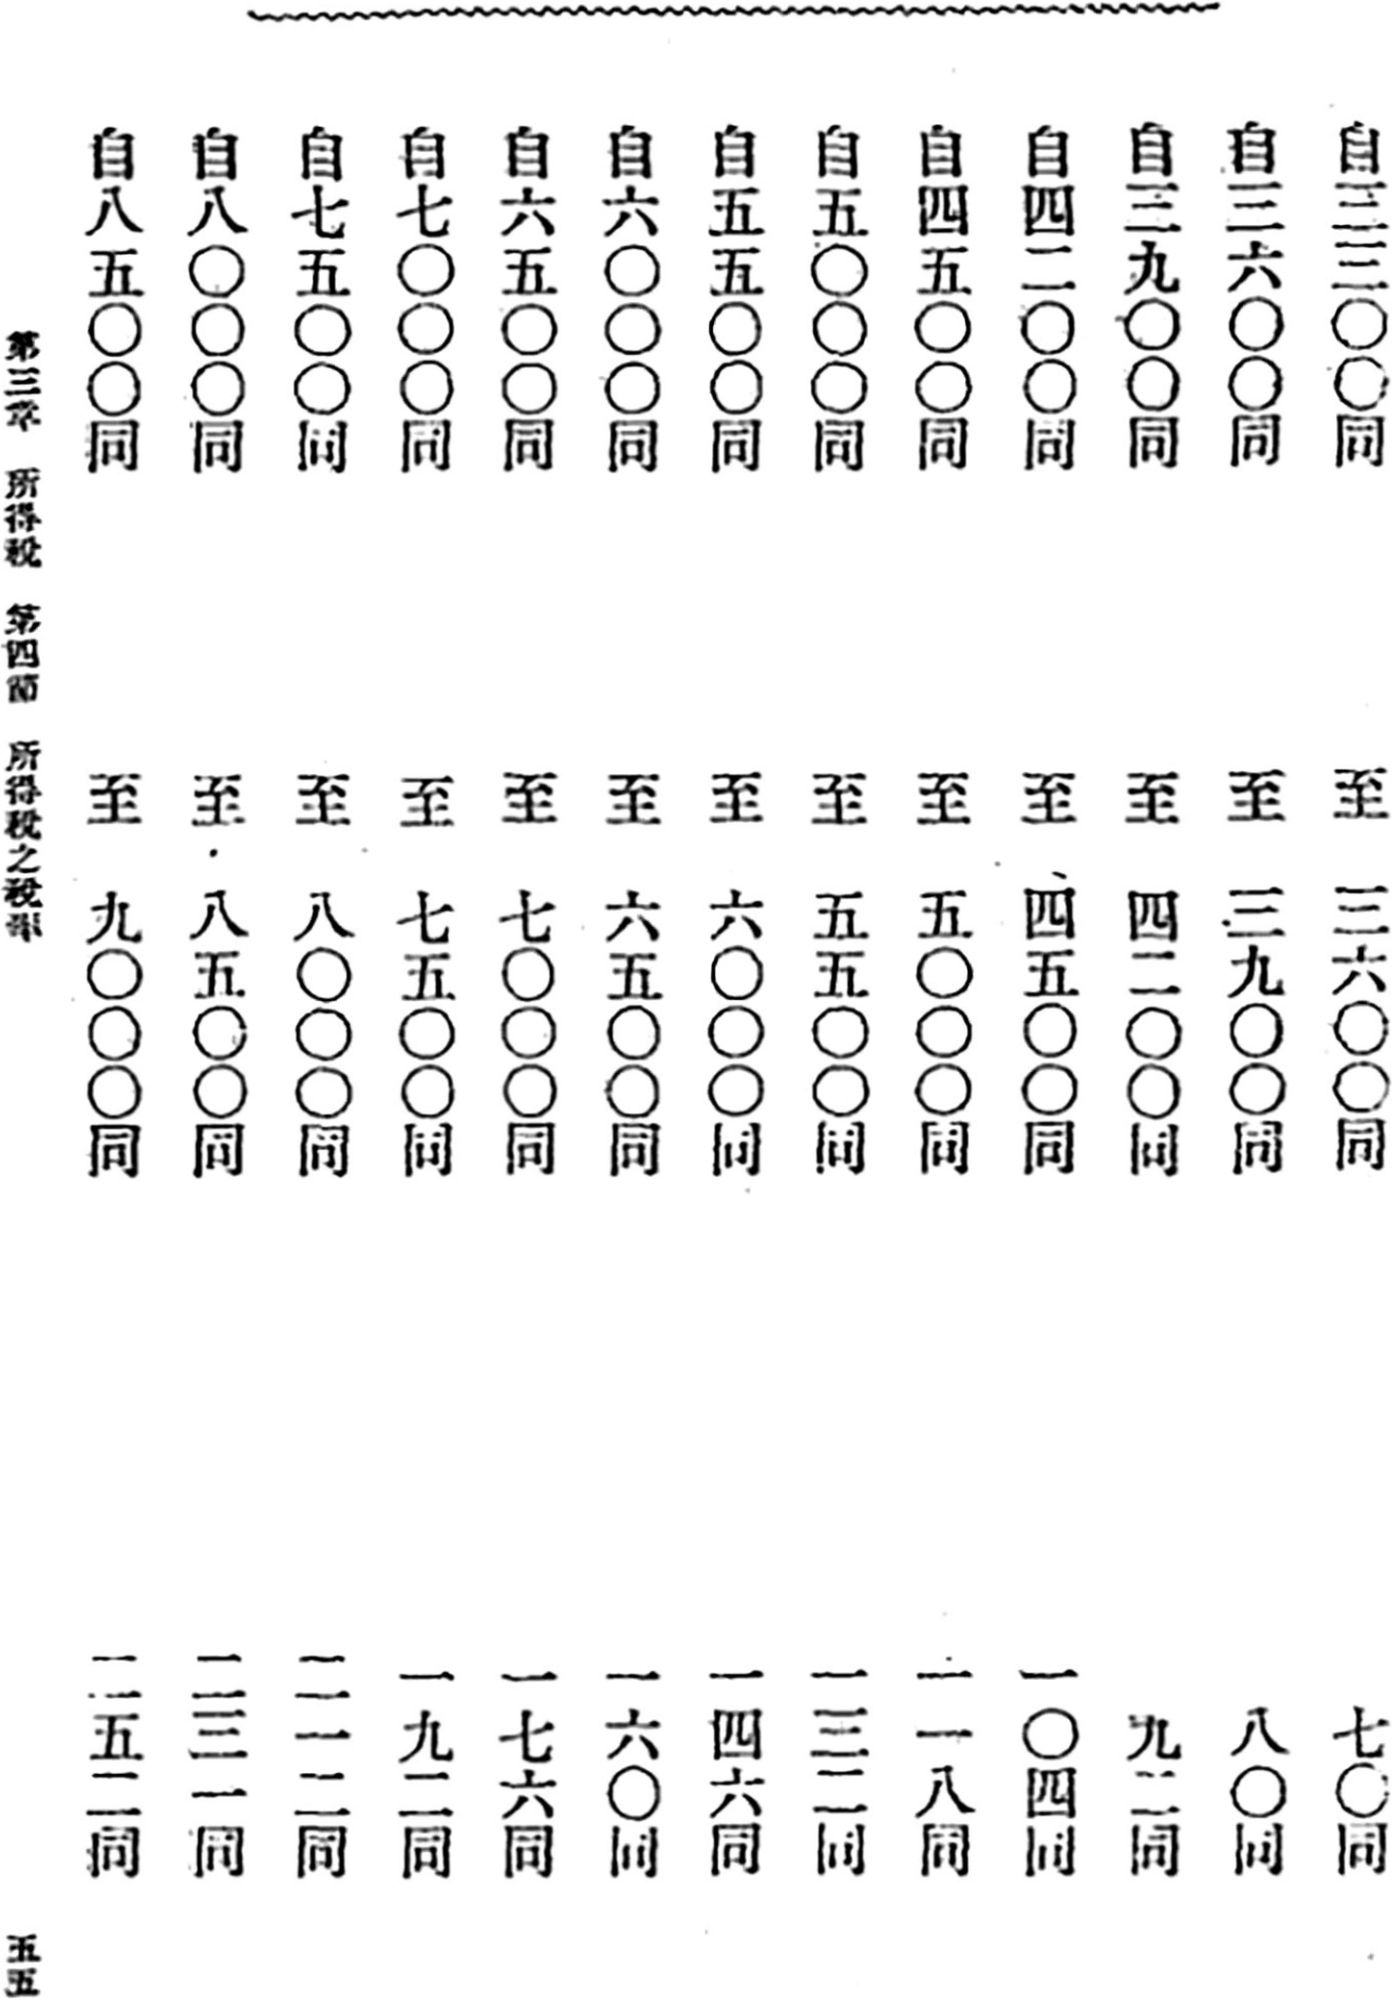 自三三〇〇同　至　三六〇〇同　七〇同
自三六〇〇同　至　三九〇〇同　八〇同
自三九〇〇同　至　四二〇〇同　九二同
自四二〇〇同　至　四五〇〇同　一〇四同
自四五〇〇同　至　五〇〇〇同　一一八同
自五〇〇〇同　至　五五〇〇同　一三二同
自五五〇〇同　至　六〇〇〇同　一四六同
自六〇〇〇同　至　六五〇〇同　一六〇同
自六五〇〇同　至　七〇〇〇同　一七六同
自七〇〇〇同　至　七五〇〇同　一九二同
自七五〇〇同　至　八〇〇〇同　二一二同
自八〇〇〇同　至　八五〇〇同　二三一同
自八五〇〇同　至　九〇〇〇同　二五二同
第三章　所得稅　第四節　所得稅之稅率　五五